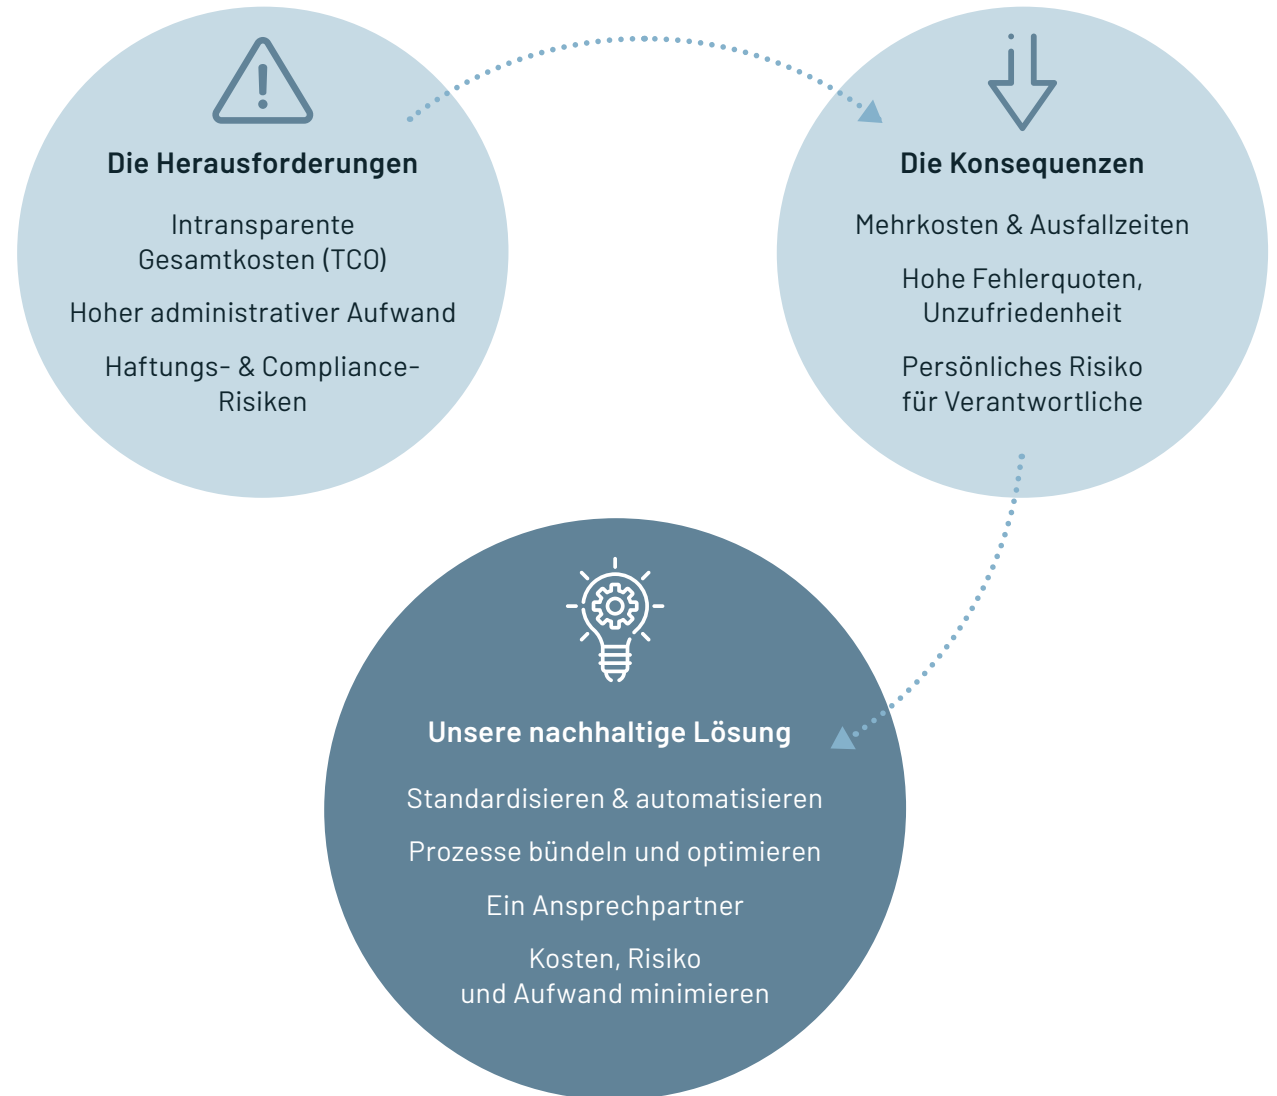 Die Herausforderungen
Intransparente
Gesamtkosten (TCO)
Hoher administrativer Aufwand
Haftungs- & Compliance-
Risiken
Die Konsequenzen
Mehrkosten & Ausfallzeiten
Hohe Fehlerquoten,
Unzufriedenheit
Persönliches Risiko
für Verantwortliche
Unsere nachhaltige Lösung
Standardisieren & automatisieren
Prozesse bündeln und optimieren
Ein Ansprechpartner
Kosten, Risiko
und Aufwand minimieren